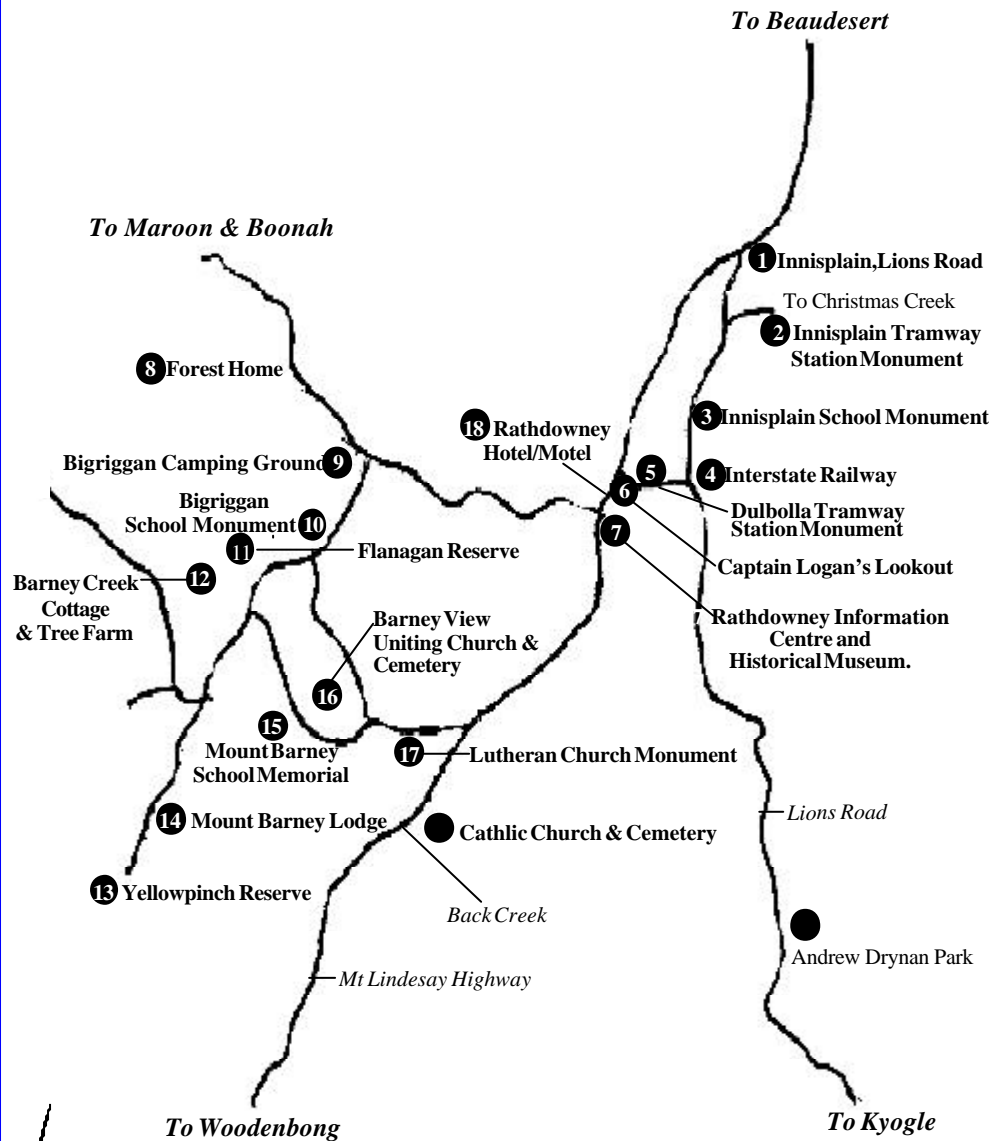 To Beaudesert
To Maroon & Boonah
1 Innisplain,Lions Road
To Christmas Creek
2 Innisplain Tramway
Station Monument
8 Forest Home
3 Innisplain School Monument
18 Rathdowney
Hotel/Motel
Bigriggan Camping Ground 9
5
4 Interstate Railway
6
Dulbolla Tramway
Station Monument
Bigriggan
School Monument 10
7
11 Flanagan Reserve
Captain Logan's Lookout
Barney Creek 12
Cottage
& Tree Farm
Rathdowney Information
Centre and
Historical Museum.
Barney View
Uniting Church &
Cemetery
16
15
Mount Barney
School Memorial
17 Lutheran Church Monument
14 Mount Barney Lodge
Lions Road
Cathlic Church & Cemetery
13 Yellowpinch Reserve
Back Creek
Andrew Drynan Park
Mt Lindesay Highway
To Woodenbong
To Kyogle